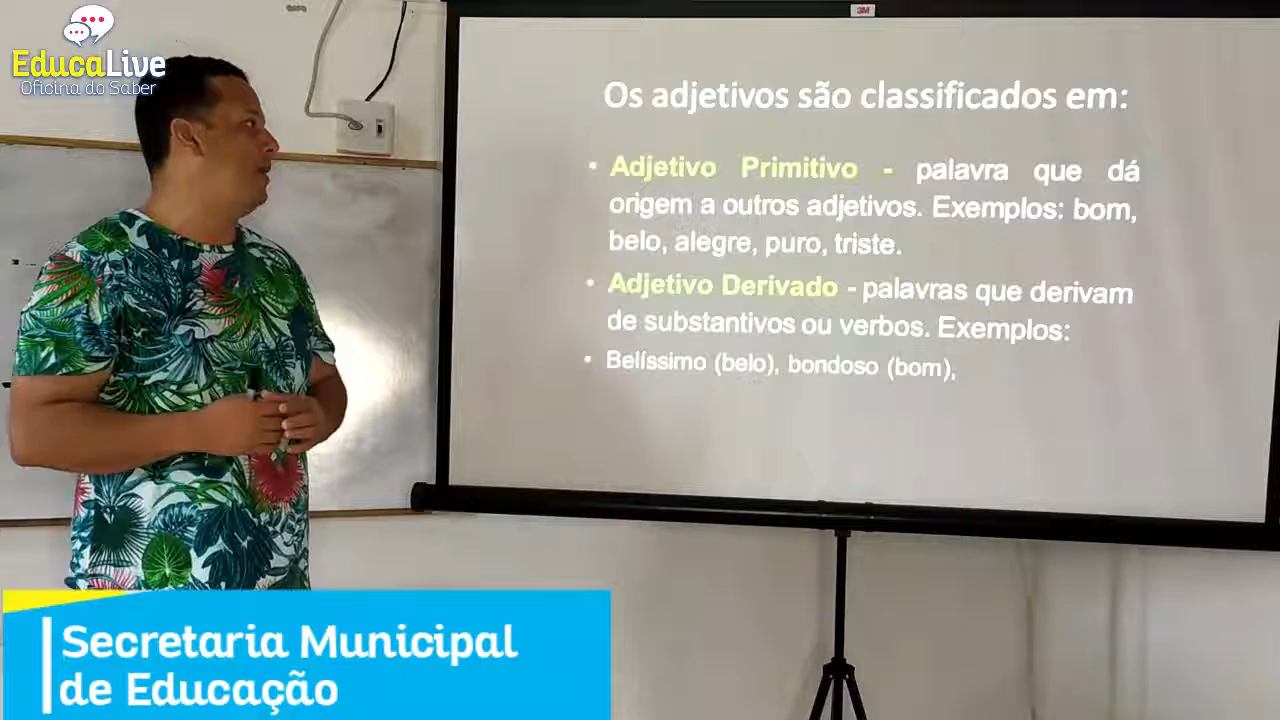 EducaLive
Oficina do Saber
3M
Os adjetivos são classificados em:
• Adjetivo Primitivo - palavra que dá
origem a outros adjetivos. Exemplos: bom,
belo, alegre, puro, triste.
• Adjetivo Derivado - palavras que derivam
de substantivos ou verbos. Exemplos:
• Belíssimo (belo), bondoso (bom),
Secretaria Municipal
de Educação